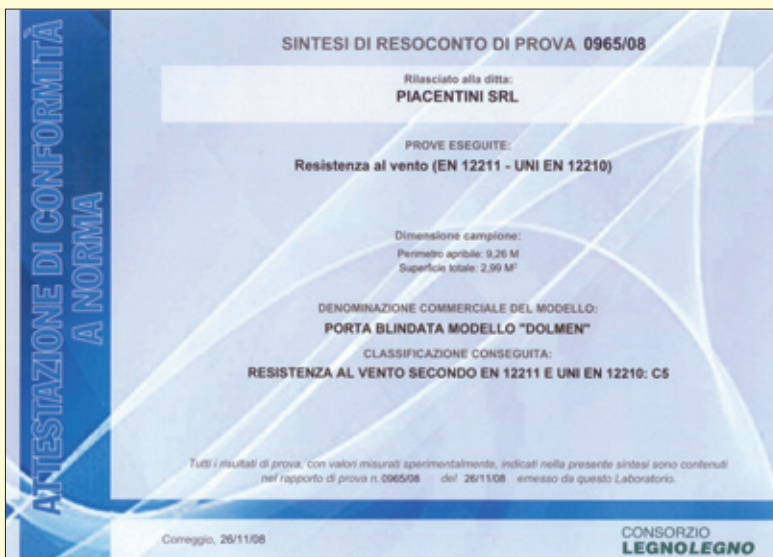 ATTESTAZIONE DI CONFORMITÀ
A NORMA
SINTESI DI RESOCONTO DI PROVA 0965/08
Rilasciato alla ditta:
PIACENTINI SRL
PROVE ESEGUITE:
Resistenza al vento (EN 12211 - UNI EN 12210)
Dimensione campione:
Perimetro apribile: 9,26 M
Superficie totale: 2,99 M²
DENOMINAZIONE COMMERCIALE DEL MODELLO:
PORTA BLINDATA MODELLO "DOLMEN"
CLASSIFICAZIONE CONSEGUITA:
RESISTENZA AL VENTO SECONDO EN 12211 E UNI EN 12210: C5
Tutti i risultati di prova, con valori misurati sperimentalmente, indicati nella presente sintesi sono contenuti
nel rapporto di prova n. 0965/08 del 26/11/08 emesso da questo Laboratorio.
Correggio, 26/11/08
CONSORZIO
LEGNOLEGNO